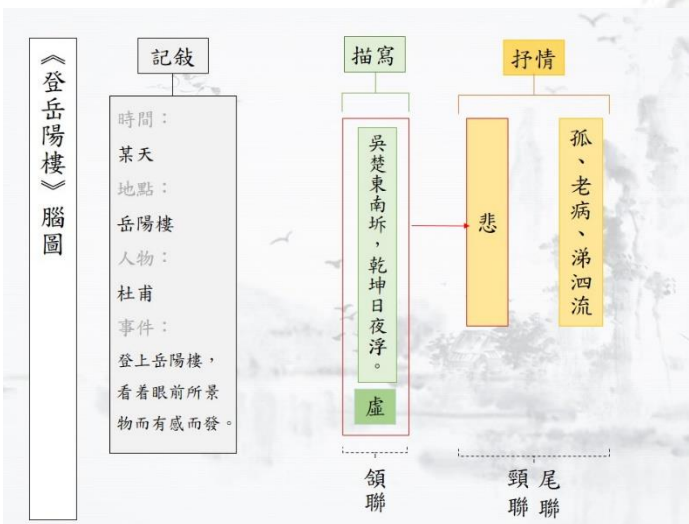 《登岳陽樓》腦圖
記敍
時間：
某天
地點：
岳陽樓
人物：
杜甫
事件：
登上岳陽樓，
看着眼前所景
物而有感而發。
描寫
吳楚東南坼，乾坤日夜浮。
虛
頷聯
抒情
悲
孤、老病、涕泗流
頸聯
尾聯